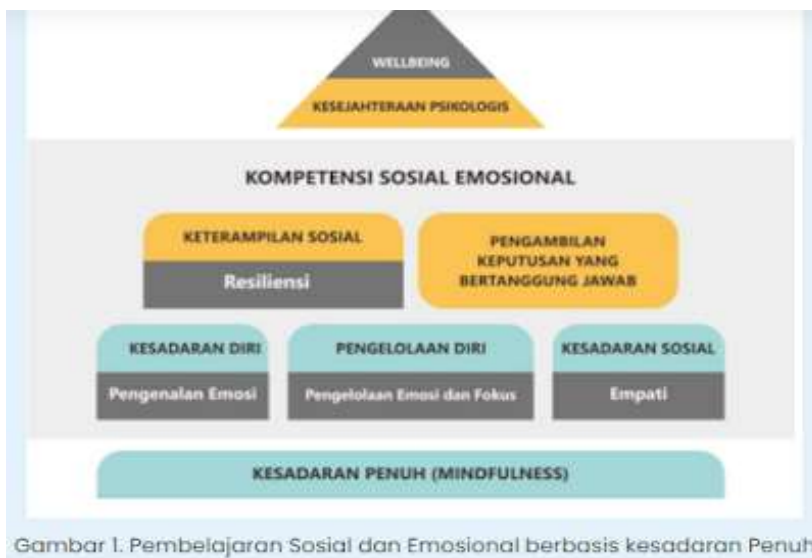 WELLBEING
KESEJAHTERAAN PSIKOLOGIS
KOMPETENSI SOSIAL EMOSIONAL
KETERAMPILAN SOSIAL
Resiliensi
PENGAMBILAN
KEPUTUSAN YANG
BERTANGGUNG JAWAB
KESADARAN DIRI
Pengenalan Emosi
PENGELOLAAN DIRI
Pengelolaan Emosi dan Fokus
KESADARAN SOSIAL
Empati
KESADARAN PENUH (MINDFULNESS)
Gambar 1. Pembelajaran Sosial dan Emosional berbasis kesadaran Penuh